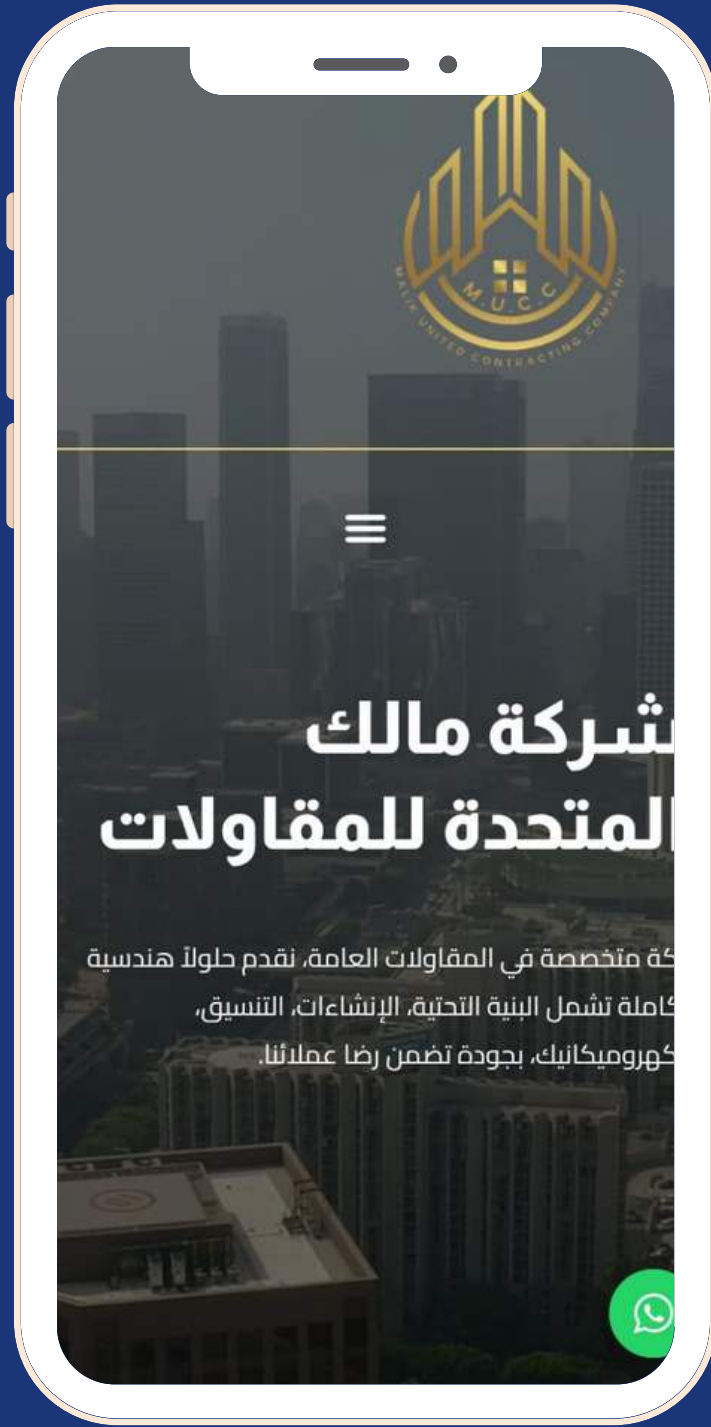 M.U.C.C
MALIK UNITED CONTRACTING COMPANY
شركة مالك
المتحدة للمقاولات
كة متخصصة في المقاولات العامة، نقدم حلولاً هندسية
كاملة تشمل البنية التحتية، الإنشاءات، التنسيق،
كهروميكانيك، بجودة تضمن رضا عملائنا.